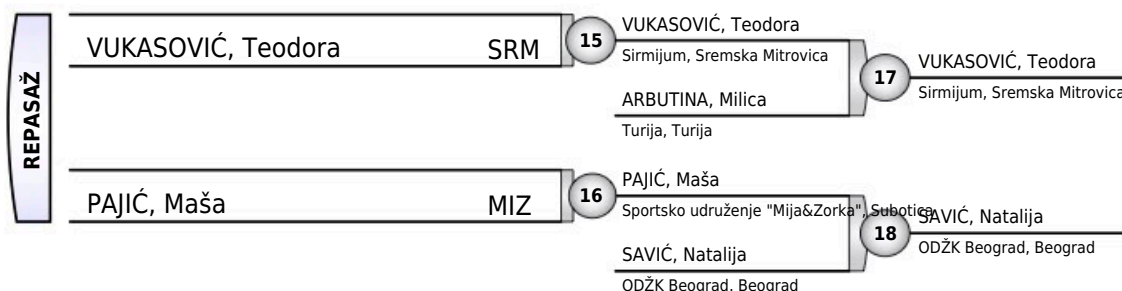 REPASAŽ
VUKASOVIĆ, Teodora SRM
15
VUKASOVIĆ, Teodora
Sirmijum, Sremska Mitrovica
ARBUTINA, Milica
Turija, Turija
17
VUKASOVIĆ, Teodora
Sirmijum, Sremska Mitrovica
PAJIĆ, Maša MIZ
16
PAJIĆ, Maša
Sportsko udruženje "Mija&Zorka", Subotica
SAVIĆ, Natalija
ODŽK Beograd, Beograd
18
SAVIĆ, Natalija
ODŽK Beograd, Beograd